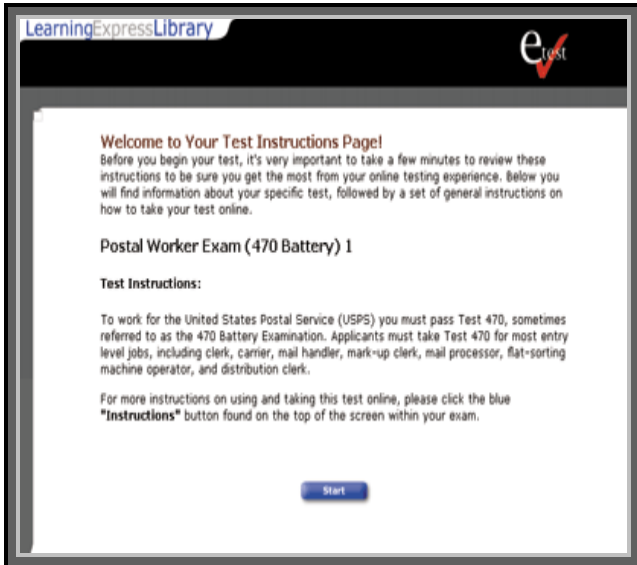 LearningExpressLibrary
etest
Welcome to Your Test Instructions Page!
Before you begin your test, it's very important to take a few minutes to review these
instructions to be sure you get the most from your online testing experience. Below you
will find information about your specific test, followed by a set of general instructions on
how to take your test online.
Postal Worker Exam (470 Battery) 1
Test Instructions:
To work for the United States Postal Service (USPS) you must pass Test 470, sometimes
referred to as the 470 Battery Examination. Applicants must take Test 470 for most entry
level jobs, including clerk, carrier, mail handler, mark-up clerk, mail processor, flat-sorting
machine operator, and distribution clerk.
For more instructions on using and taking this test online, please click the blue
"Instructions" button found on the top of the screen within your exam.
Start